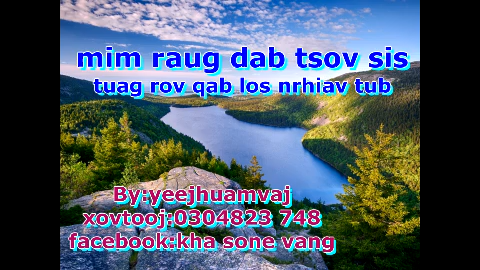 mim raug dab tsov sis
tuag rov qab los nrhiav tub
By:yeejhuamvaj
xovtooj:0304823 748
facebook:kha sone vang